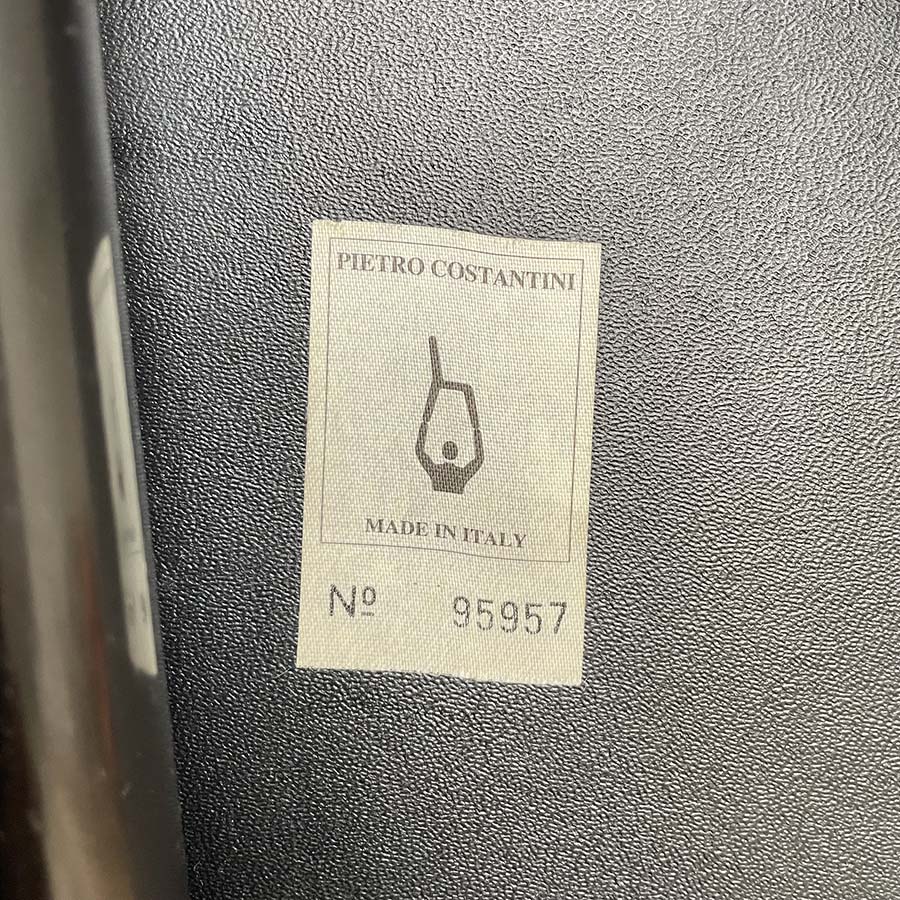 PIETRO COSTANTINI
MADE IN ITALY
Nº 95957